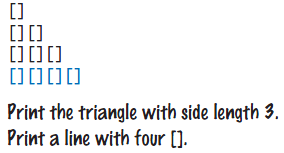 []
[] []
[] [] []
[] [] [] []
Print the triangle with side length 3.
Print a line with four [].